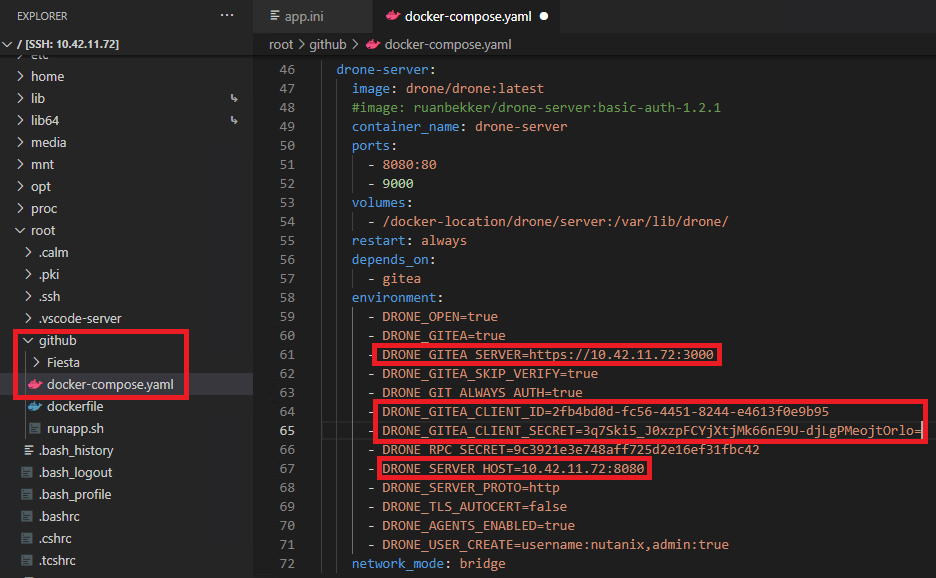 EXPLORER
/ [SSH: 10.42.11.72]
etc
home
lib
lib64
media
mnt
opt
proc
root
.calm
.pki
.ssh
.vscode-server
github
Fiesta
docker-compose.yaml
dockerfile
runapp.sh
.bash_history
.bash_logout
.bash_profile
.bashrc
.cshrc
.tcshrc
app.ini
docker-compose.yaml
root > github > docker-compose.yaml
46 drone-server:
47 image: drone/drone:latest
48 #image: ruanbekker/drone-server:basic-auth-1.2.1
49 container_name: drone-server
50 ports:
51 - 8080:80
52 - 9000
53 volumes:
54 - /docker-location/drone/server:/var/lib/drone/
55 restart: always
56 depends_on:
57 - gitea
58 environment:
59 - DRONE_OPEN=true
60 - DRONE_GITEA=true
61 - DRONE_GITEA_SERVER=https://10.42.11.72:3000
62 - DRONE_GITEA_SKIP_VERIFY=true
63 - DRONE_GIT_ALWAYS_AUTH=true
64 - DRONE_GITEA_CLIENT_ID=2fb4bd0d-fc56-4451-8244-e4613f0e9b95
65 - DRONE_GITEA_CLIENT_SECRET=3q7Ski5_J0xzpFCYjXtjMk66nE9U-djLgPMeojtOrlo=
66 - DRONE_RPC_SECRET=9c3921e3e748aff725d2e16ef31fbc42
67 - DRONE_SERVER_HOST=10.42.11.72:8080
68 - DRONE_SERVER_PROTO=http
69 - DRONE_TLS_AUTOCERT=false
70 - DRONE_AGENTS_ENABLED=true
71 - DRONE_USER_CREATE=username:nutanix,admin:true
72 network_mode: bridge